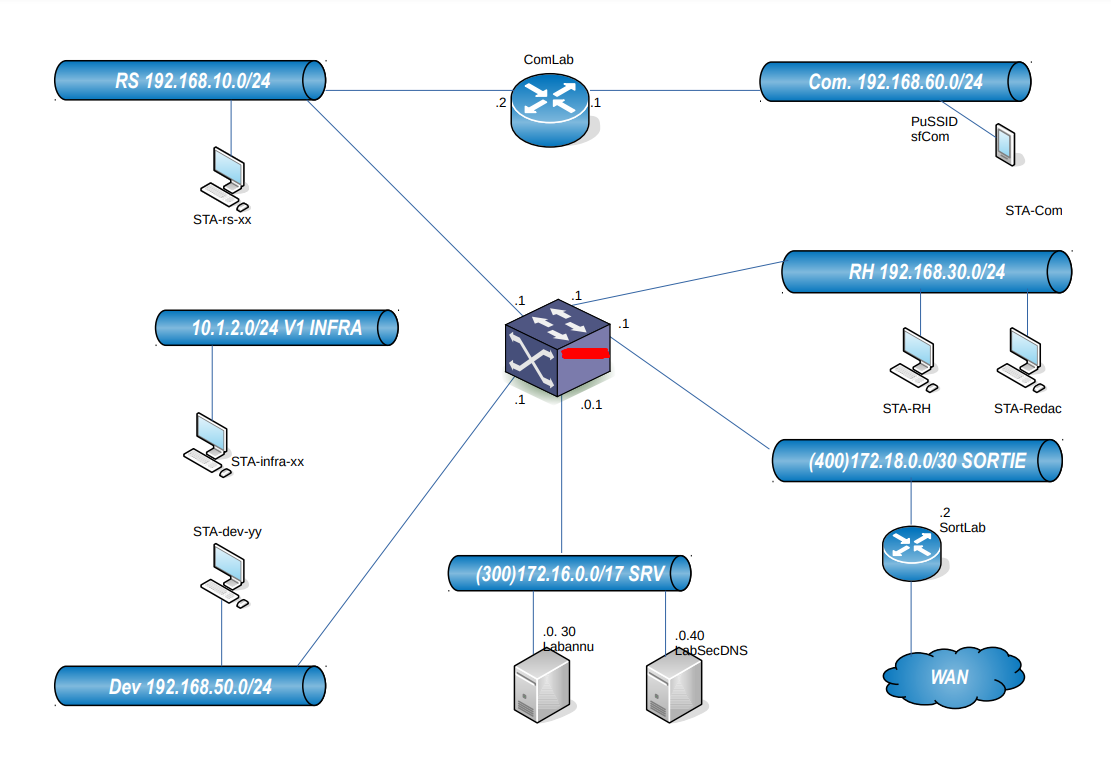 ComLab
RS 192.168.10.0/24
.2
.1
Com. 192.168.60.0/24
PuSSID
sfCom
STA-rs-xx
STA-Com
RH 192.168.30.0/24
.1
.1
.1
10.1.2.0/24 V1 INFRA
.1
.0.1
STA-RH
STA-Redac
STA-infra-xx
(400)172.18.0.0/30 SORTIE
.2
SortLab
STA-dev-yy
(300)172.16.0.0/17 SRV
.0. 30
Labannu
.0.40
LabSecDNS
Dev 192.168.50.0/24
WAN